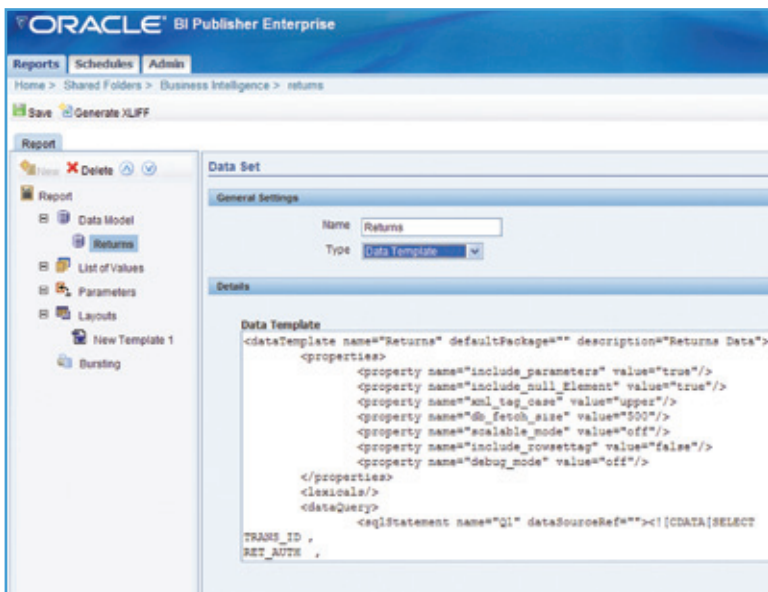 ORACLE BI Publisher Enterprise
Reports Schedules Admin
Home > Shared Folders > Business Intelligence > returns
Save Generate XLIFF
Report
New Delete
Report
Data Model
Returns
List of Values
Parameters
Layouts
New Template 1
Bursting
Data Set
General Settings
Name Returns
Type Data Template
Details
Data Template
<dataTemplate name="Returns" defaultPackage="" description="Returns Data">
<properties>
<property name="include_parameters" value="true"/>
<property name="include_null_Element" value="true"/>
<property name="xml_tag_case" value="upper"/>
<property name="db_fetch_size" value="500"/>
<property name="scalable_mode" value="off"/>
<property name="include_rowsettag" value="false"/>
<property name="debug_mode" value="off"/>
</properties>
<lexicals/>
<dataQuery>
<sqlStatement name="Q1" dataSourceRef=""><![CDATA[SELECT
TRANS_ID ,
RET_AUTH ,